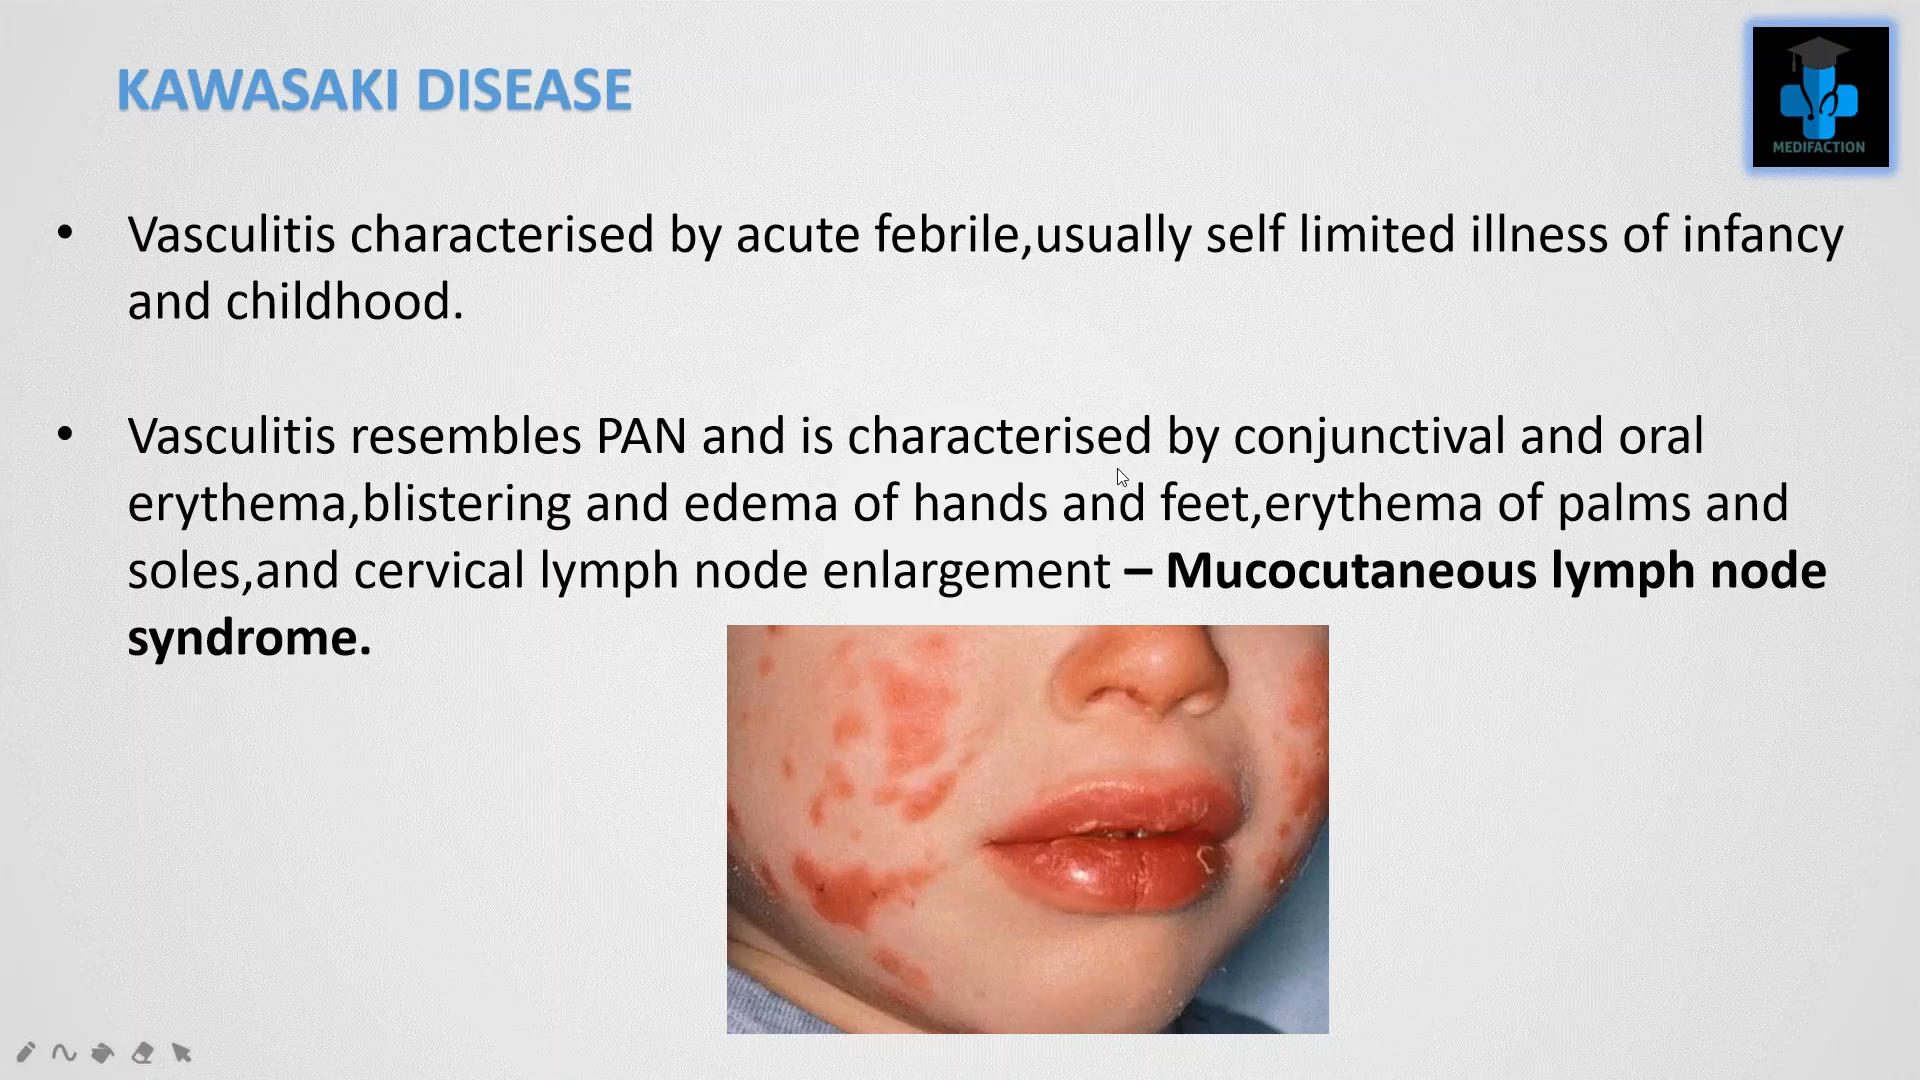 KAWASAKI DISEASE
MEDIFACTION
• Vasculitis characterised by acute febrile,usually self limited illness of infancy
and childhood.
• Vasculitis resembles PAN and is characterised by conjunctival and oral
erythema,blistering and edema of hands and feet,erythema of palms and
soles,and cervical lymph node enlargement – Mucocutaneous lymph node
syndrome.